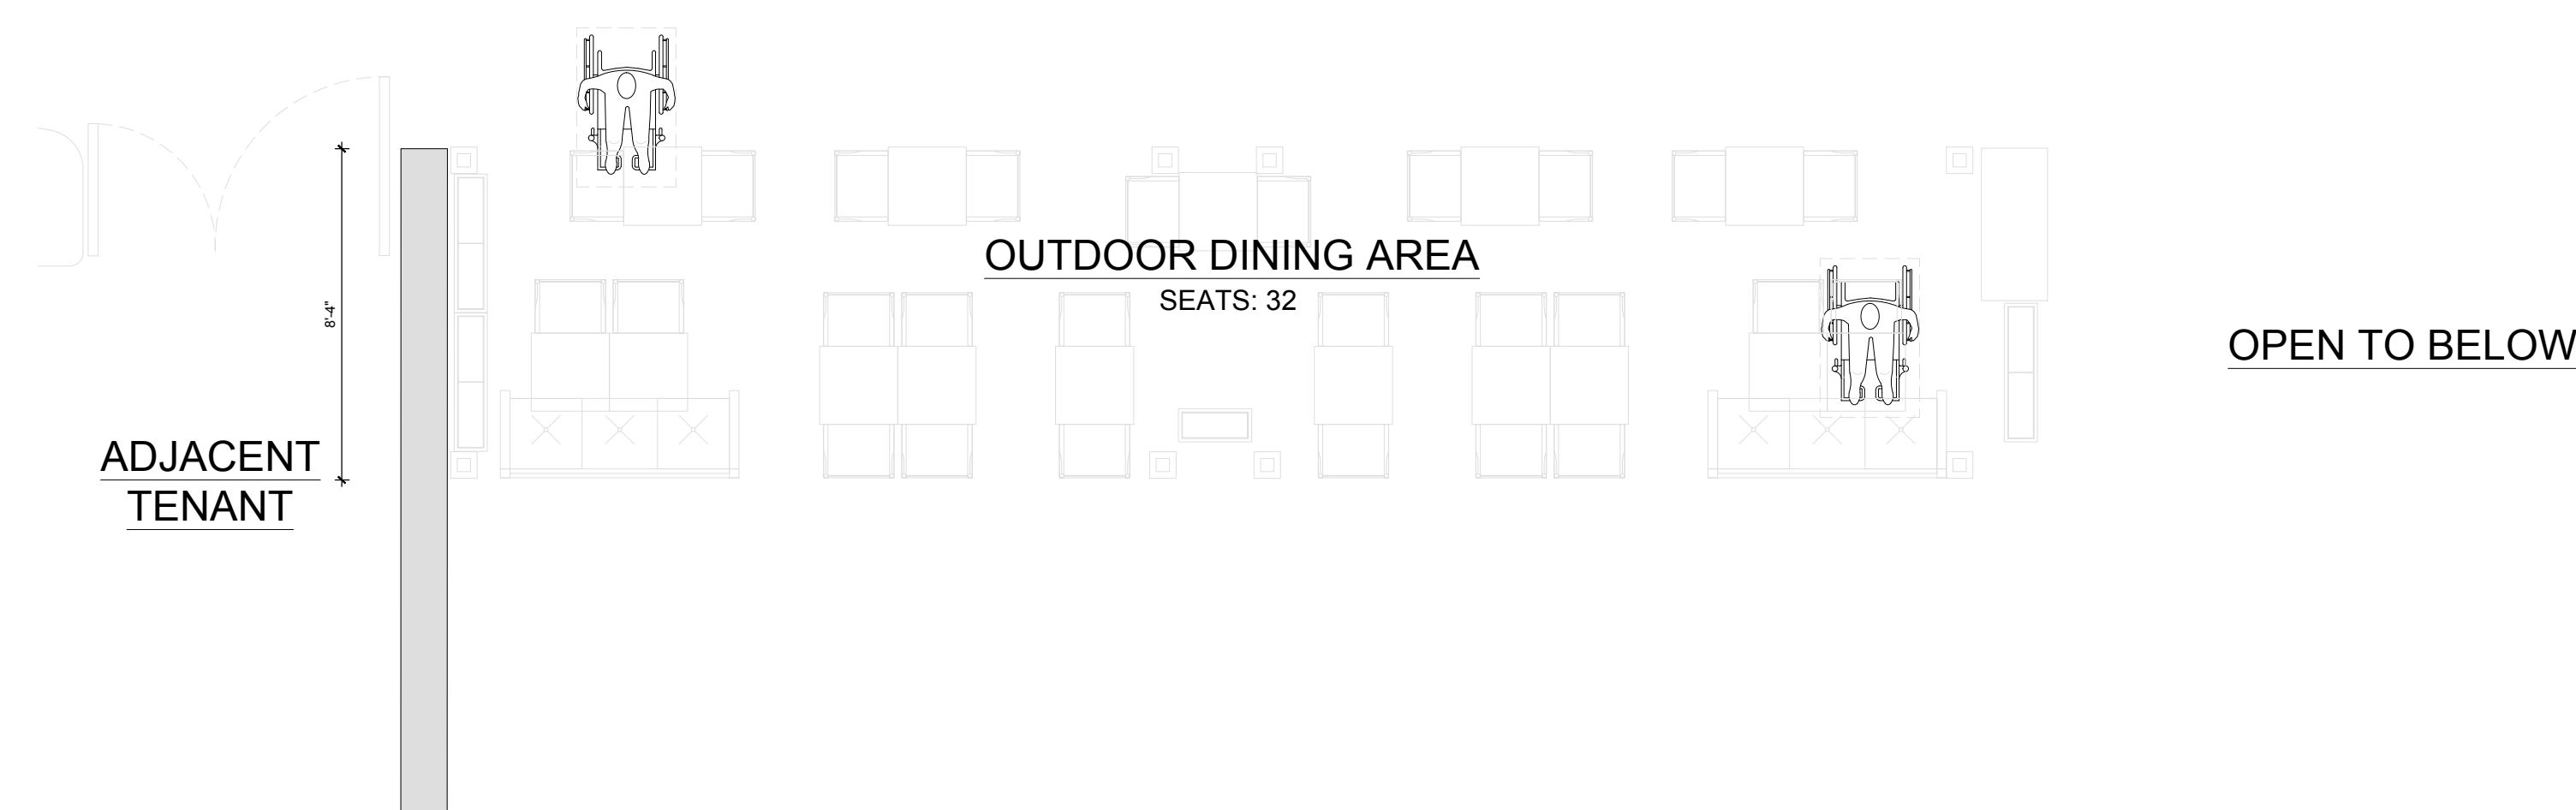 OUTDOOR DINING AREA
SEATS: 32
8'-4"
OPEN TO BELOW
ADJACENT
TENANT